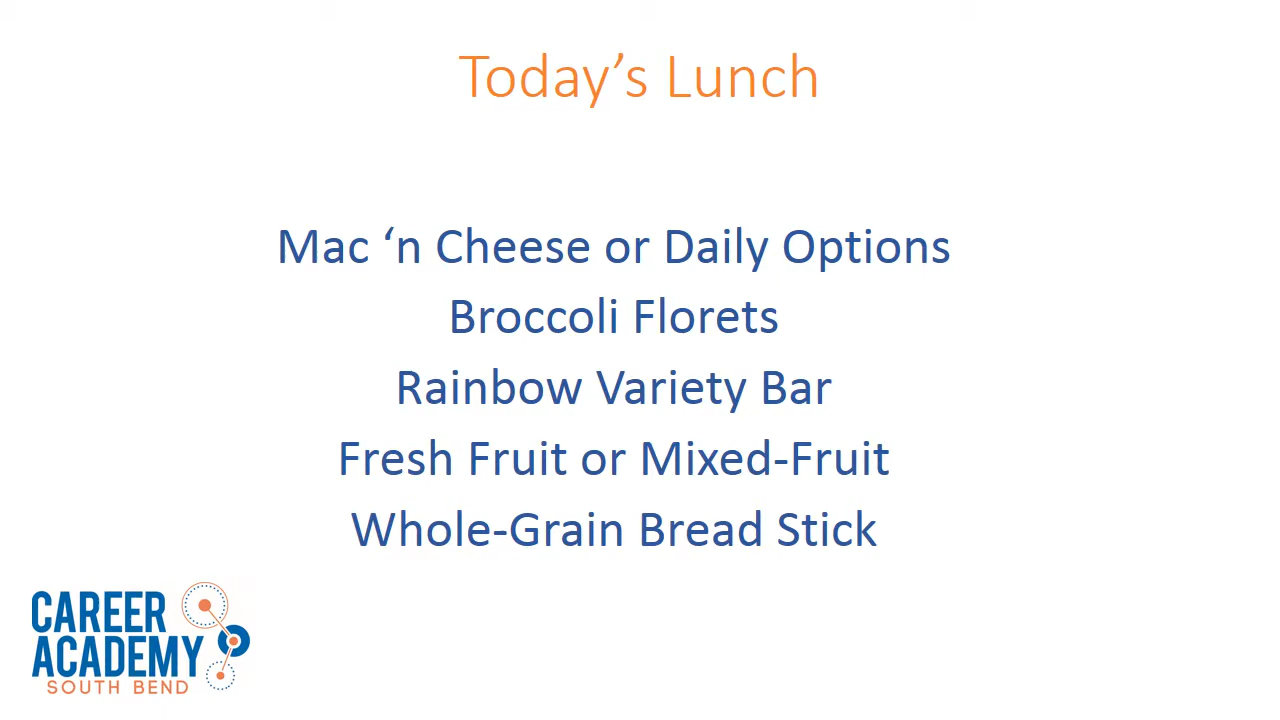 Today’s Lunch
Mac ‘n Cheese or Daily Options
Broccoli Florets
Rainbow Variety Bar
Fresh Fruit or Mixed-Fruit
Whole-Grain Bread Stick
CAREER
ACADEMY
SOUTH BEND